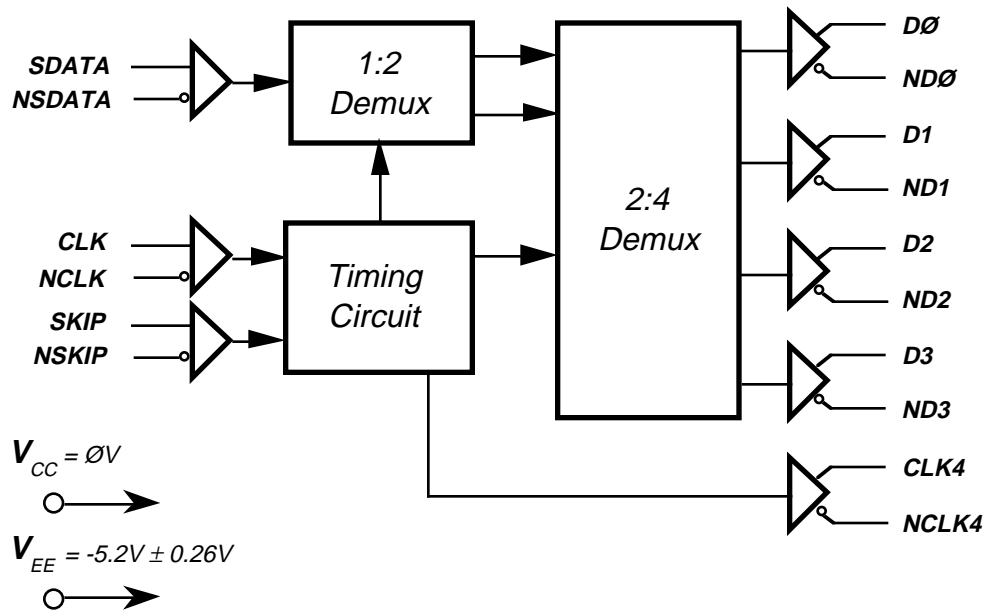 SDATA
NSDATA
1:2
Demux
CLK
NCLK
SKIP
NSKIP
Timing
Circuit
2:4
Demux
DØ
NDØ
D1
ND1
D2
ND2
D3
ND3
CLK4
NCLK4
VCC = ØV
VEE = -5.2V ± 0.26V